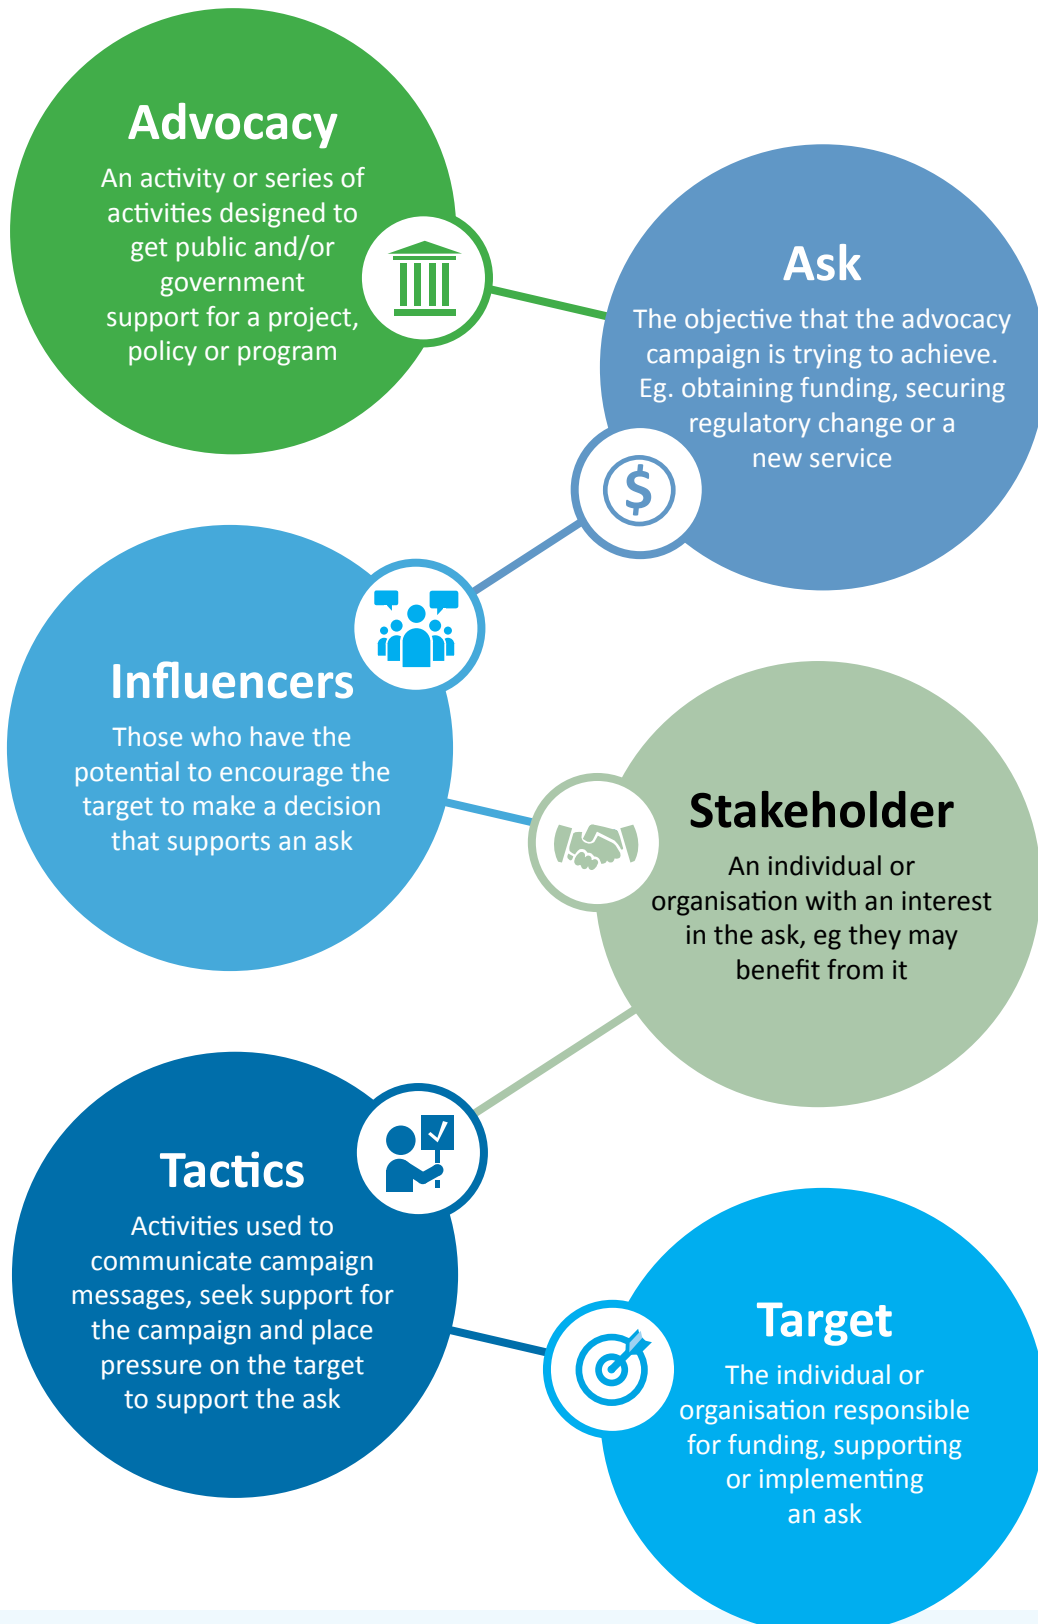 Advocacy
An activity or series of
activities designed to
get public and/or
government
support for a project,
policy or program
Ask
The objective that the advocacy
campaign is trying to achieve.
Eg. obtaining funding, securing
regulatory change or a
new service
$
Influencers
Those who have the
potential to encourage the
target to make a decision
that supports an ask
Stakeholder
An individual or
organisation with an interest
in the ask, eg they may
benefit from it
Tactics
Activities used to
communicate campaign
messages, seek support for
the campaign and place
pressure on the target
to support the ask
Target
The individual or
organisation responsible
for funding, supporting
or implementing
an ask